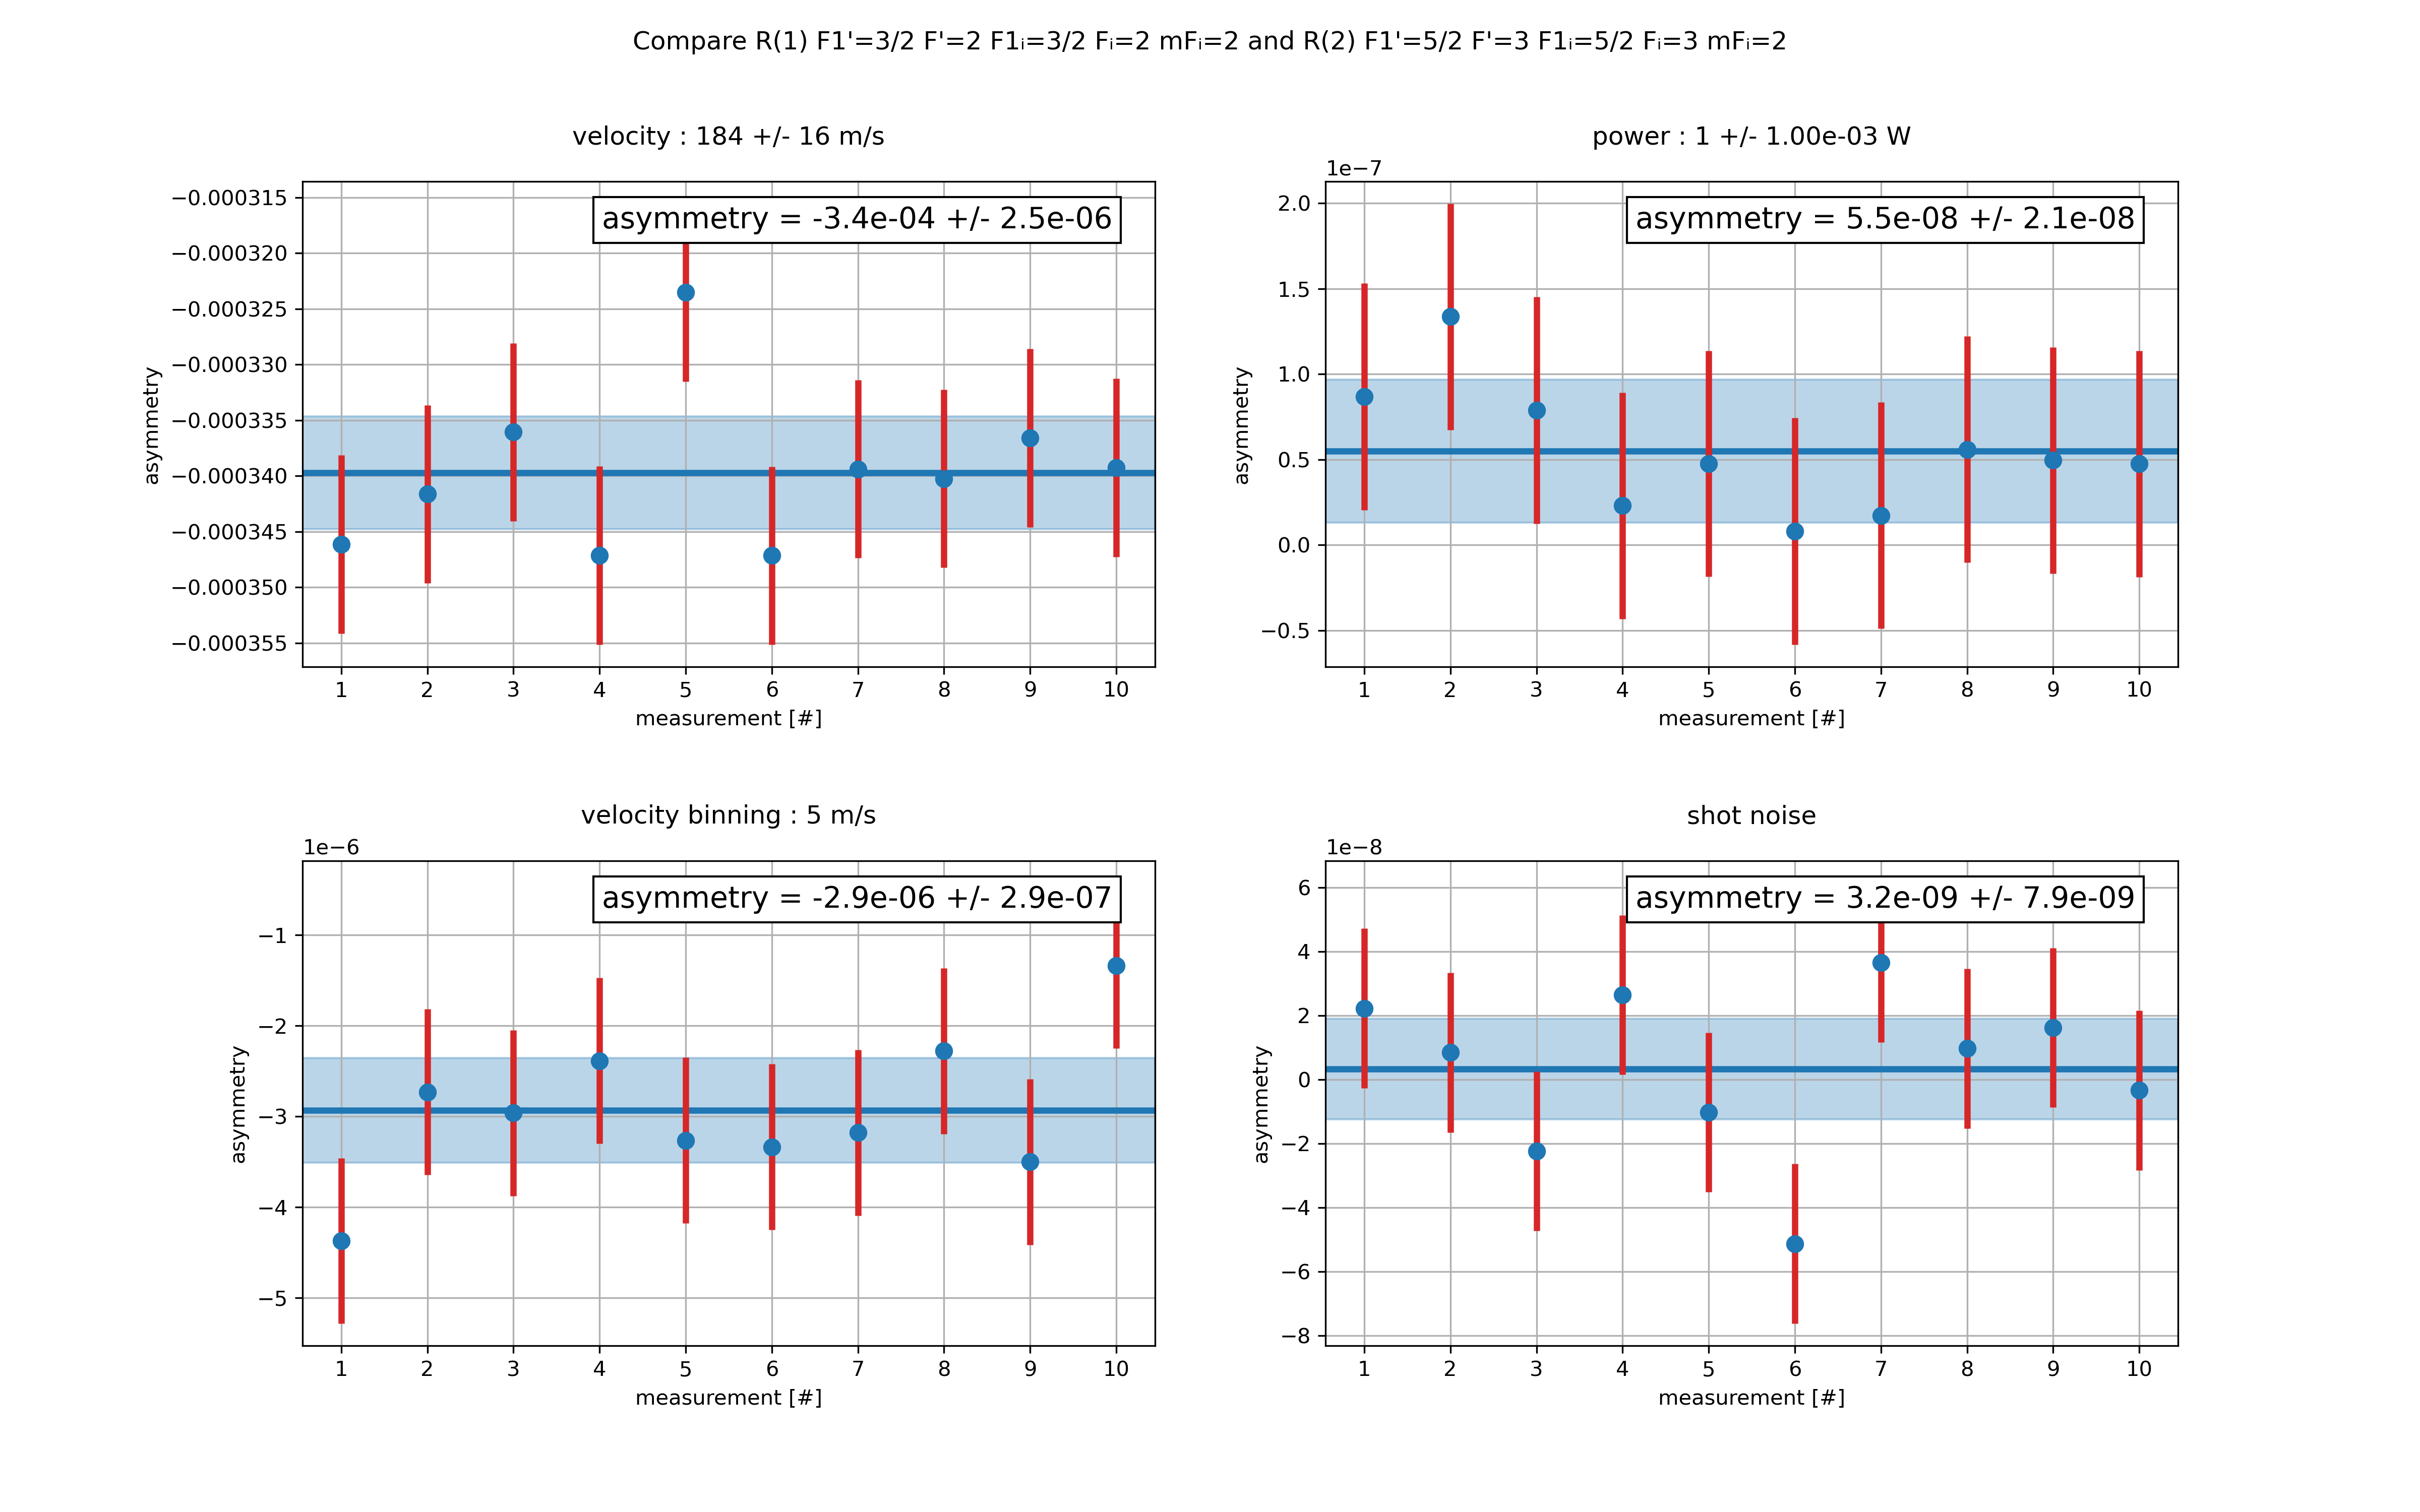 Compare R(1) F1'=3/2 F'=2 F1ᵢ=3/2 Fᵢ=2 mFᵢ=2 and R(2) F1'=5/2 F'=3 F1ᵢ=5/2 Fᵢ=3 mFᵢ=2
velocity : 184 +/- 16 m/s
asymmetry = -3.4e-04 +/- 2.5e-06
−0.000315
−0.000320
−0.000325
−0.000330
−0.000335
−0.000340
−0.000345
−0.000350
−0.000355
asymmetry
1 2 3 4 5 6 7 8 9 10
measurement [#]
power : 1 +/- 1.00e-03 W
1e−7
asymmetry = 5.5e-08 +/- 2.1e-08
2.0
1.5
1.0
0.5
0.0
−0.5
asymmetry
1 2 3 4 5 6 7 8 9 10
measurement [#]
velocity binning : 5 m/s
1e−6
asymmetry = -2.9e-06 +/- 2.9e-07
−1
−2
−3
−4
−5
asymmetry
1 2 3 4 5 6 7 8 9 10
measurement [#]
shot noise
1e−8
asymmetry = 3.2e-09 +/- 7.9e-09
6
4
2
0
−2
−4
−6
−8
asymmetry
1 2 3 4 5 6 7 8 9 10
measurement [#]